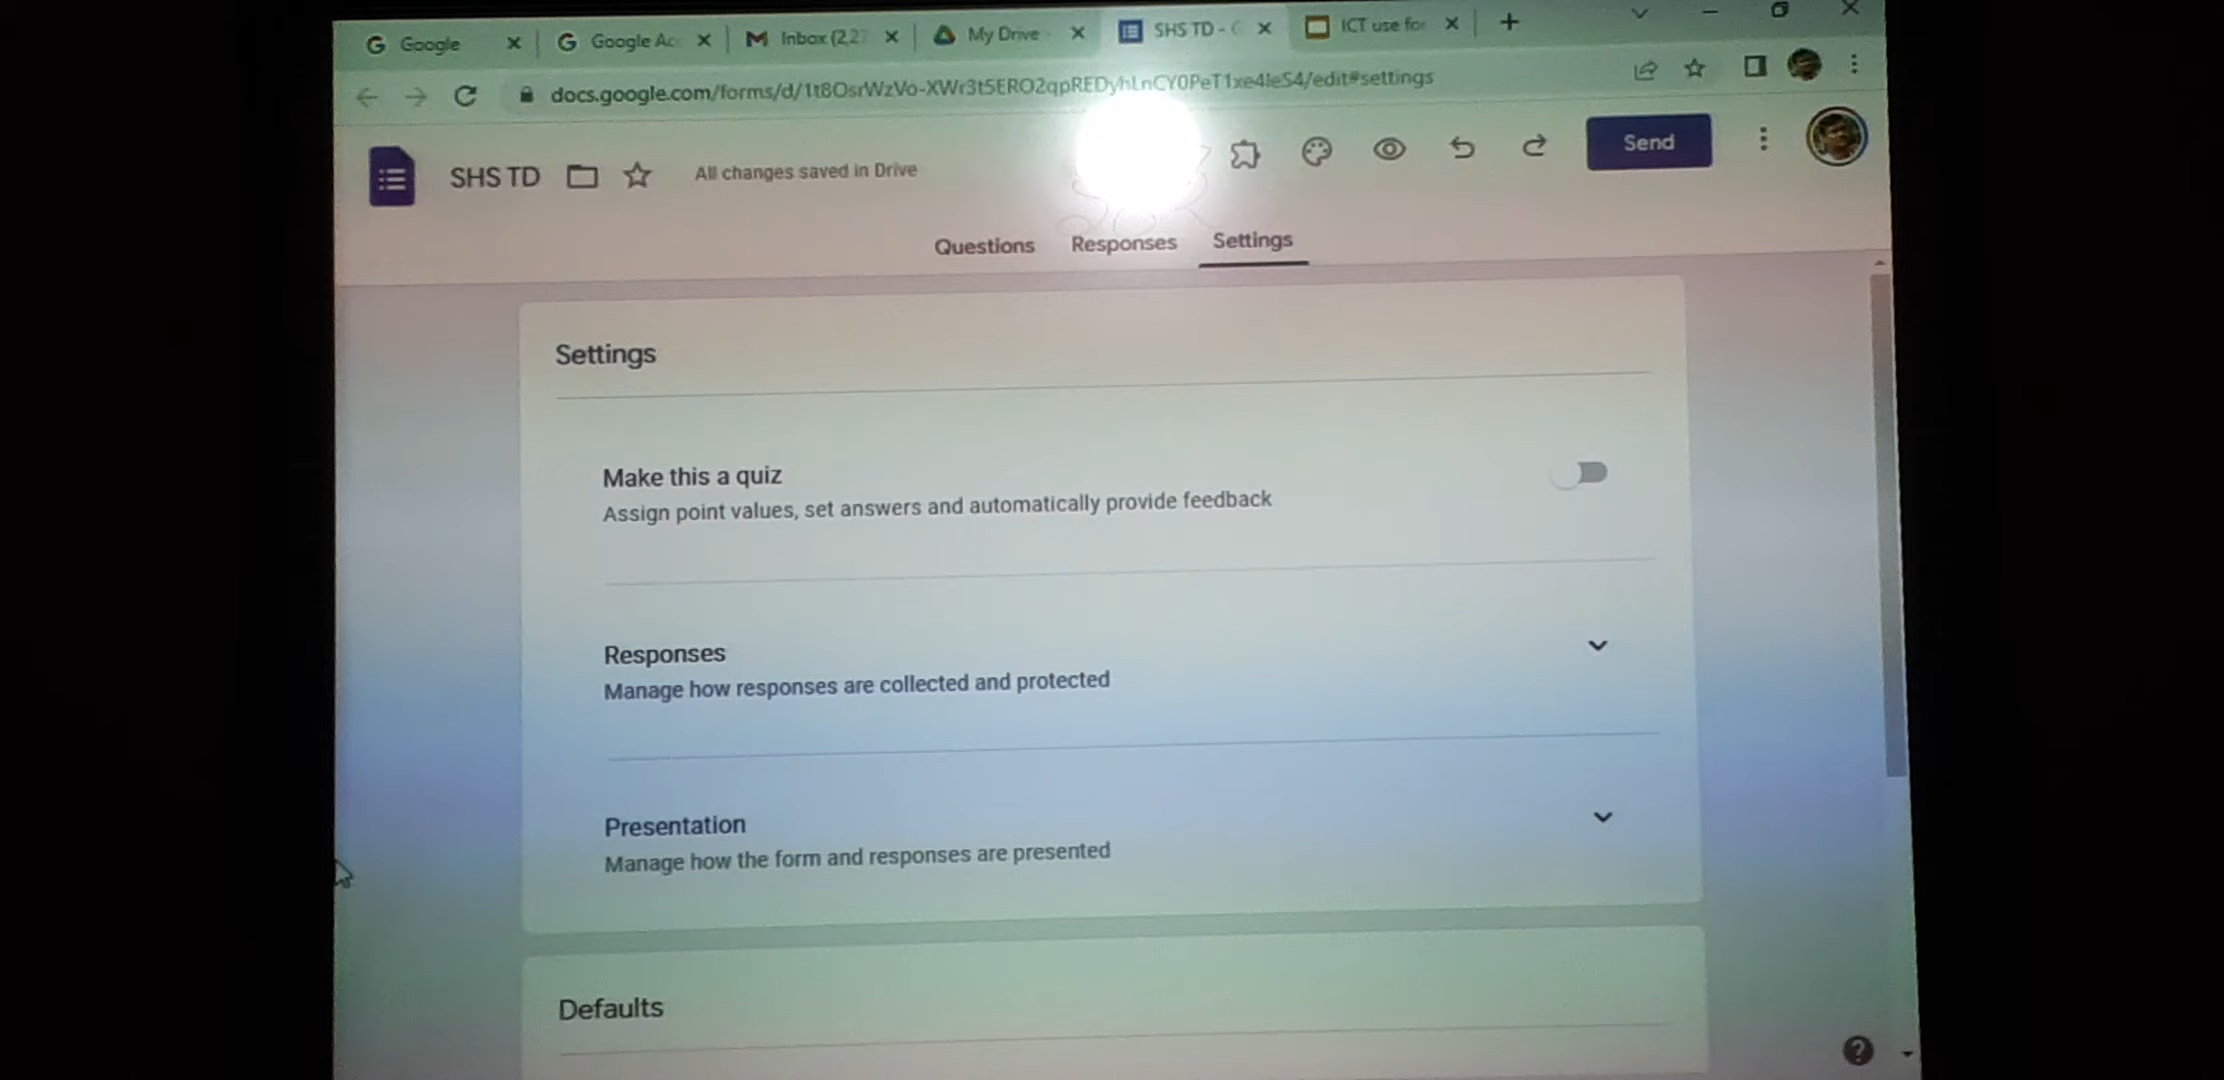 Google
Google Ac
Inbox (2,2
My Drive -
SHS TD - G
ICT use for
docs.google.com/forms/d/1t8OsrWzVo-XWr3t5ERO2qpREDyhLnCY0PeT1xe4leS4/edit#settings
SHS TD
All changes saved in Drive
Send
Questions
Responses
Settings
Settings
Make this a quiz
Assign point values, set answers and automatically provide feedback
Responses
Manage how responses are collected and protected
Presentation
Manage how the form and responses are presented
Defaults